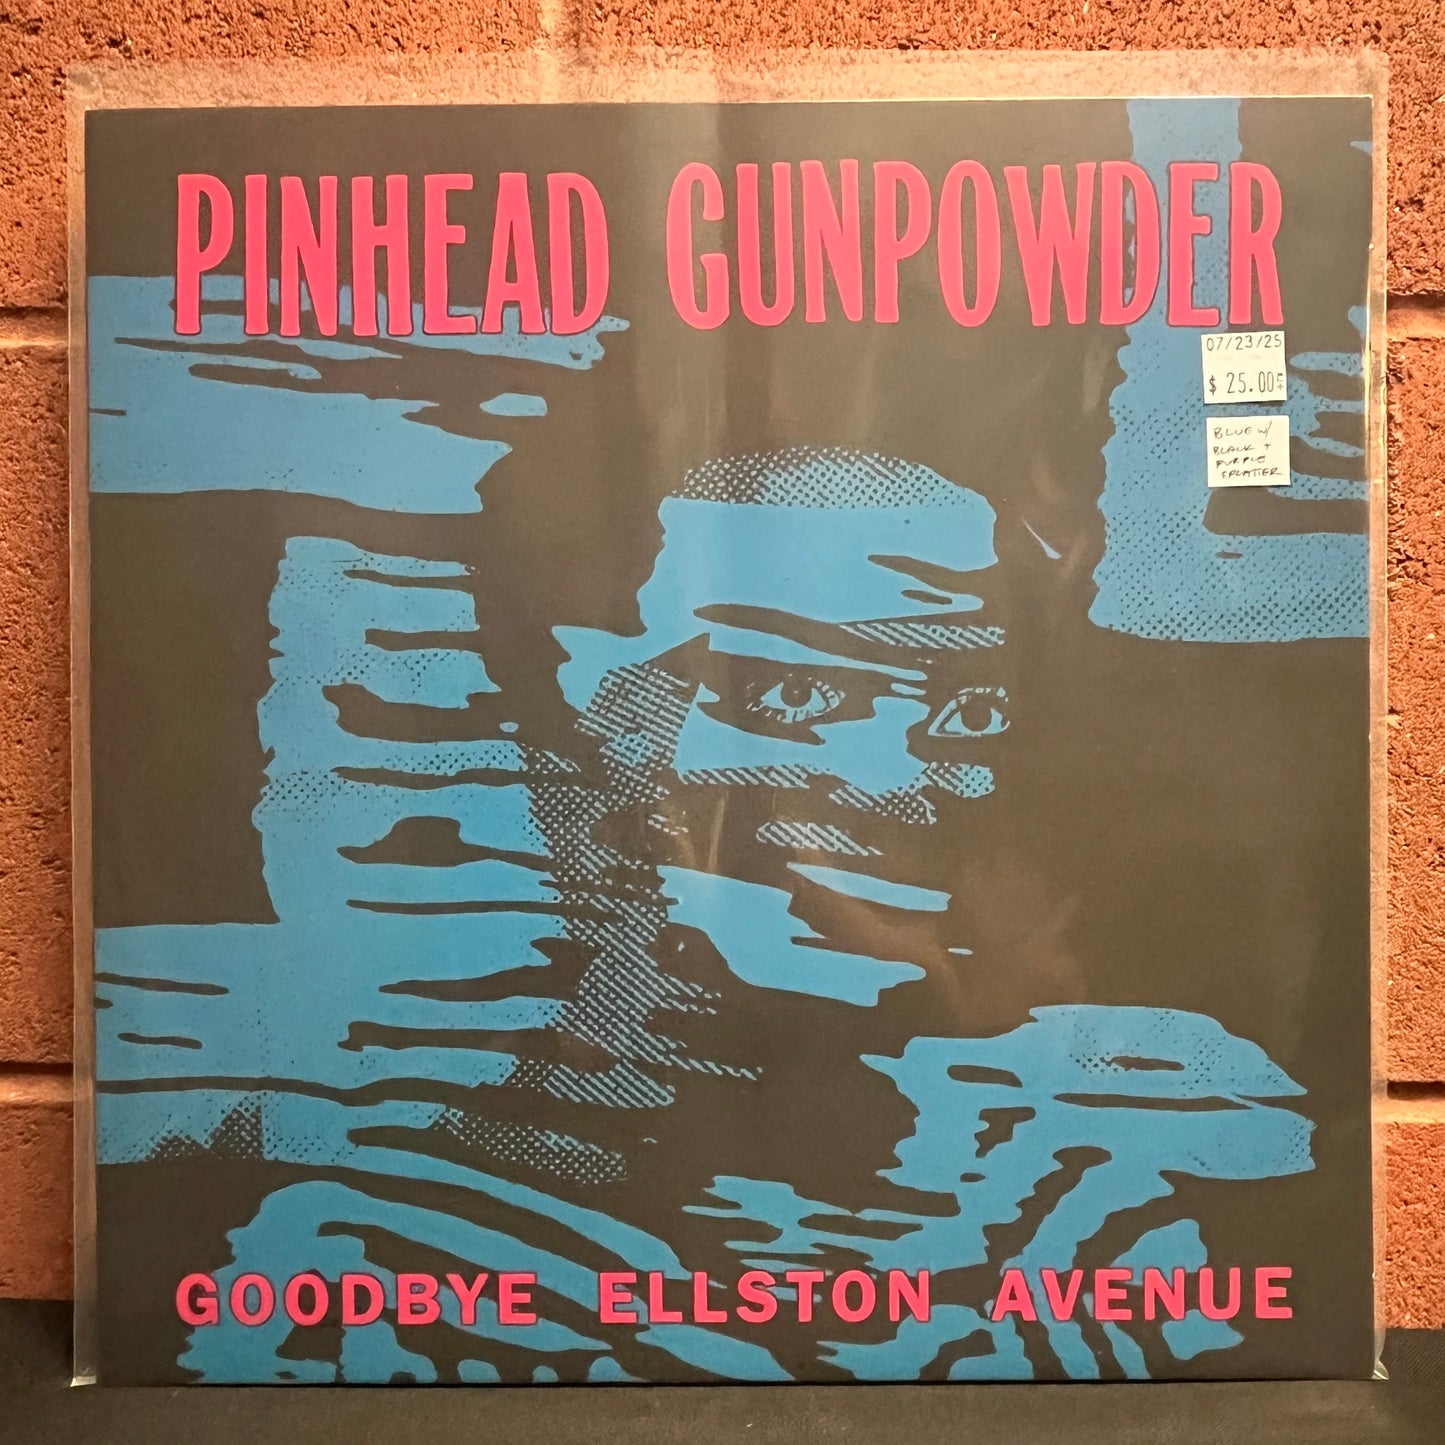 PINHEAD GUNPOWDER
07/23/25
$ 25.00
BLUE W/
BLACK +
PURPLE
SPLATTER
GOODBYE ELLSTON AVENUE